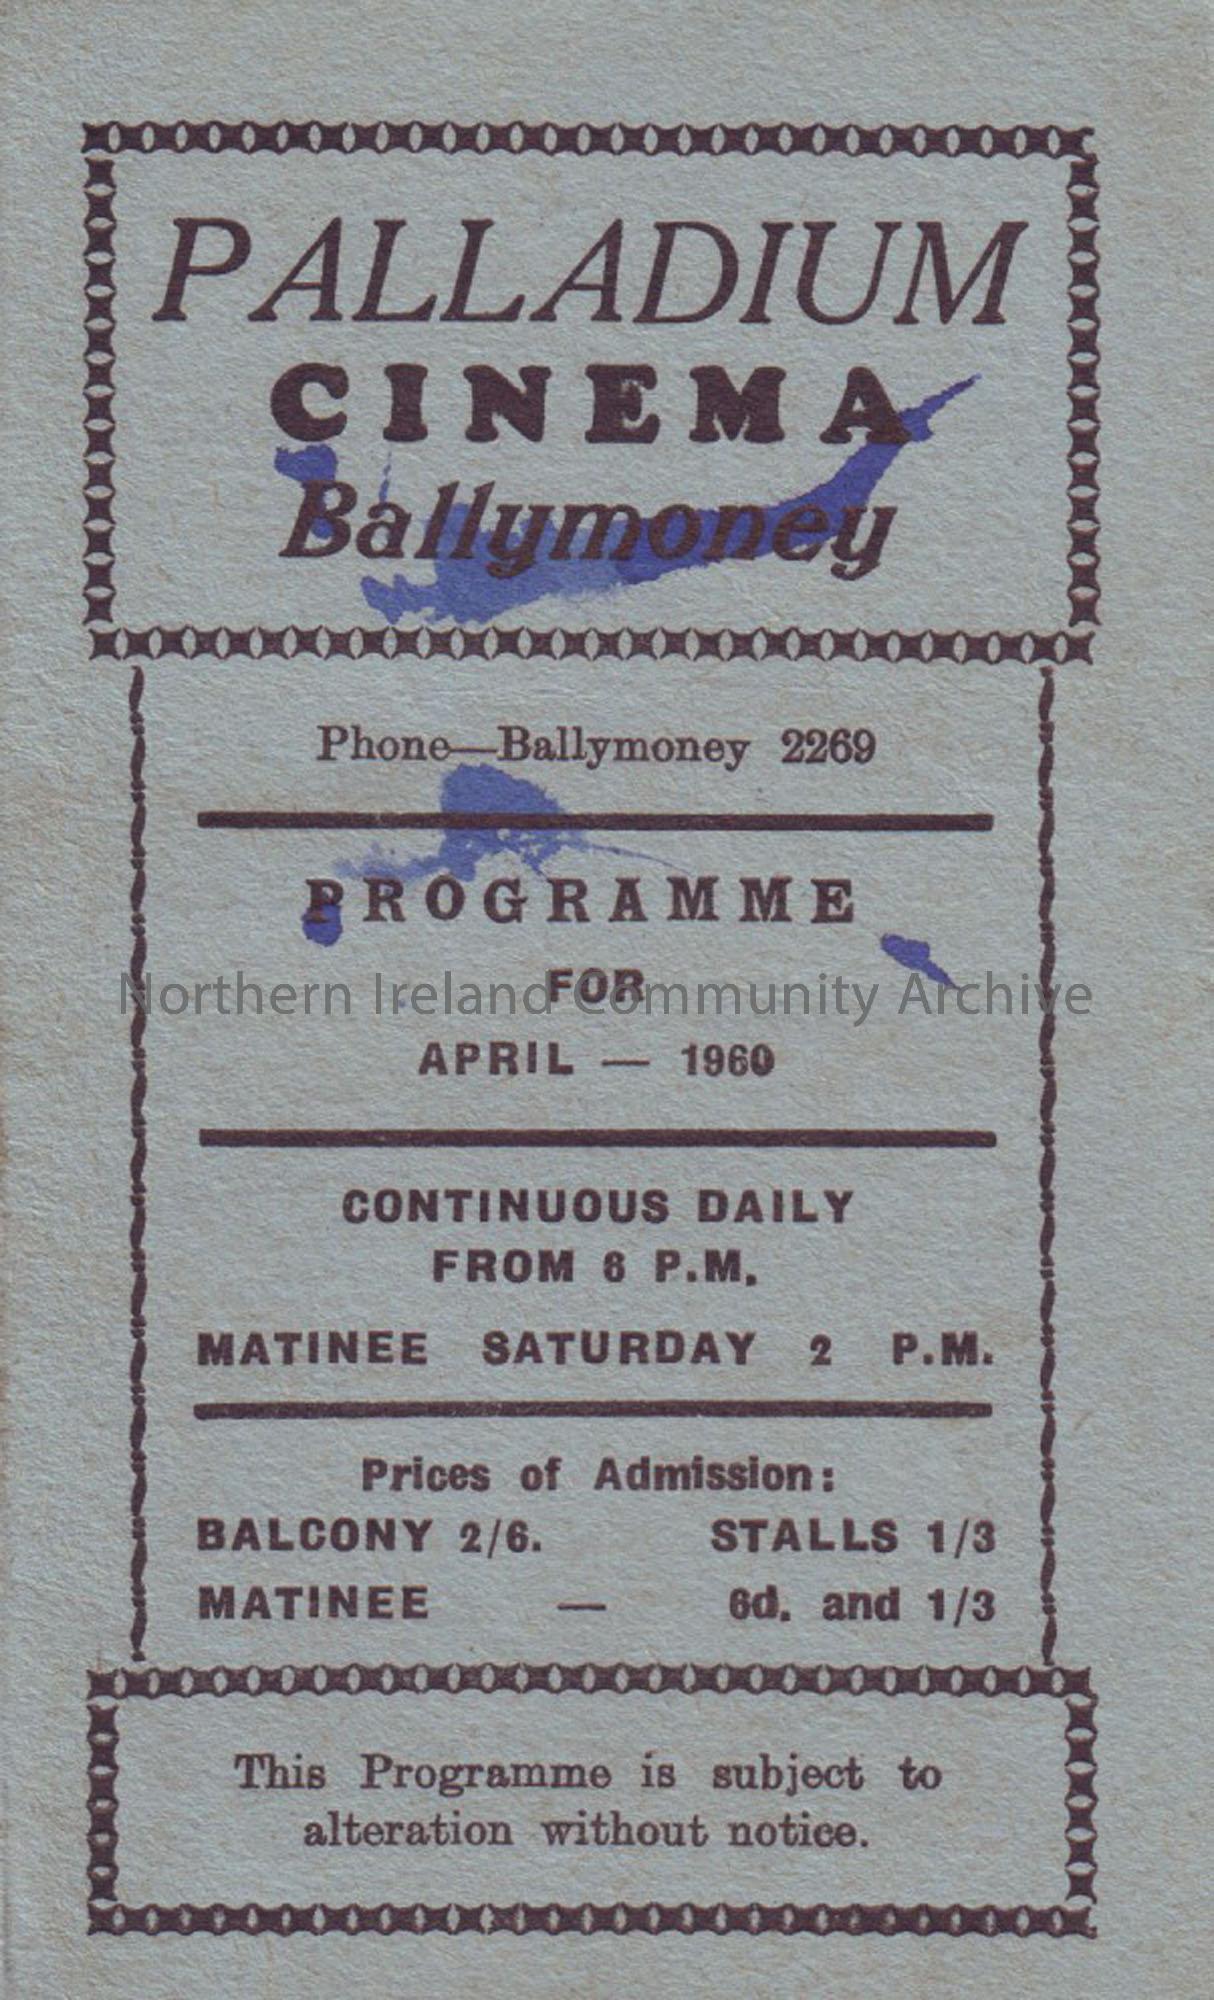 PALLADIUM
CINEMA
Ballymoney
Phone—Ballymoney 2269
PROGRAMME
FOR
Northern Ireland Community Archive
APRIL — 1960
CONTINUOUS DAILY
FROM 6 P.M.
MATINEE SATURDAY 2 P.M.
Prices of Admission:
BALCONY 2/6. STALLS 1/3
MATINEE — 6d. and 1/3
This Programme is subject to
alteration without notice.